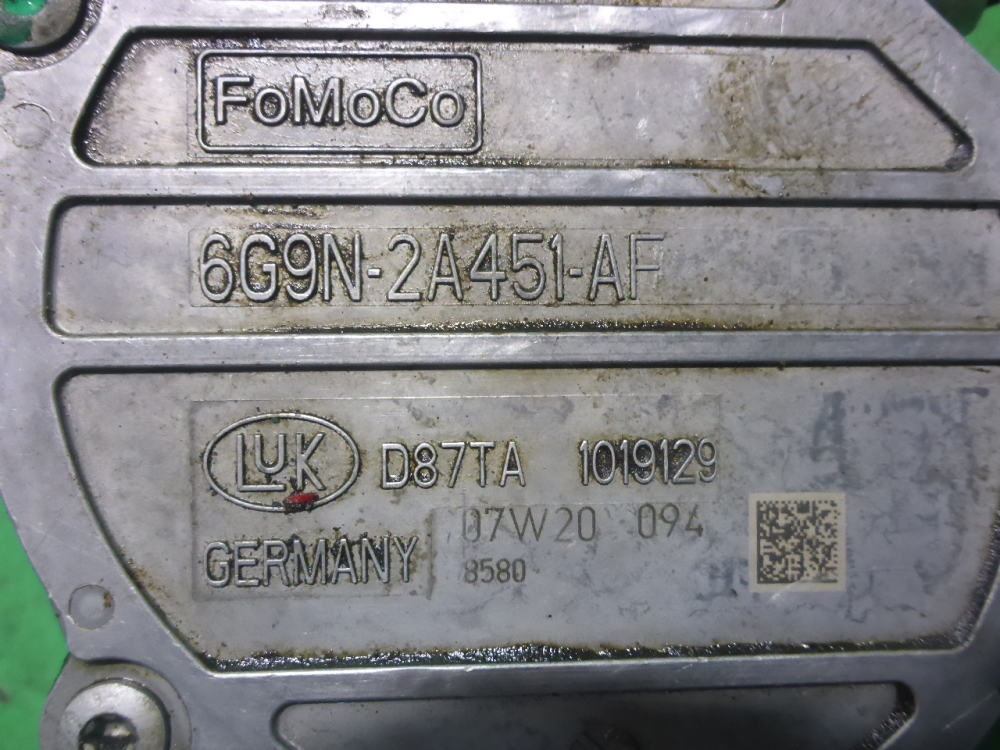 FoMoCo
6G9N-2A451-AF
LUK D87TA 1019129
07W20 094
GERMANY 8580